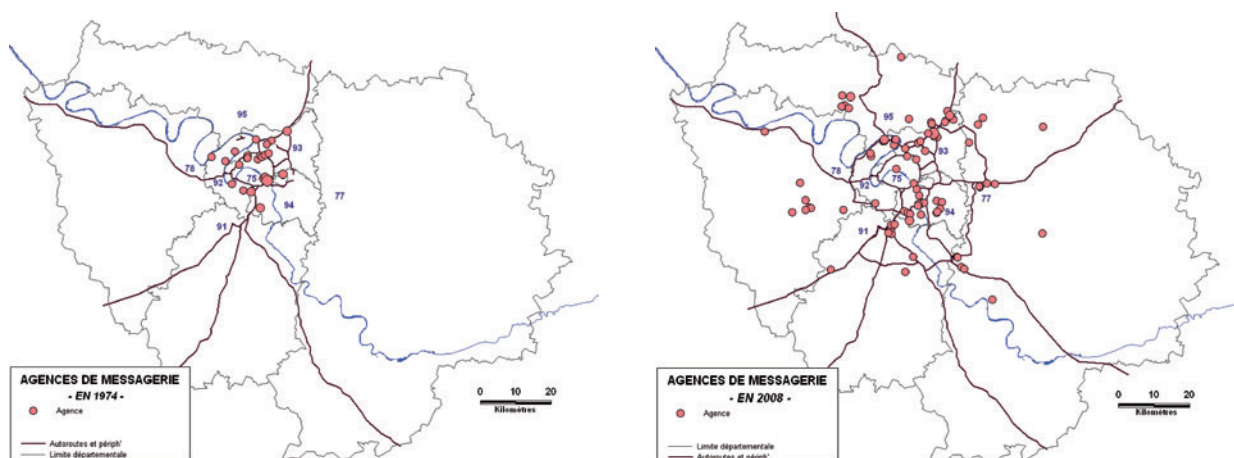 95
93
78
92
75
77
94
91
AGENCES DE MESSAGERIE
- EN 1974 -
Agence
Autoroutes et périph'
Limite départementale
0 10 20
Kilomètres
95
93
78
75
92
77
94
91
AGENCES DE MESSAGERIE
- EN 2008 -
Agence
Limite départementale
Autoroutes et périph'
0 10 20
Kilomètres